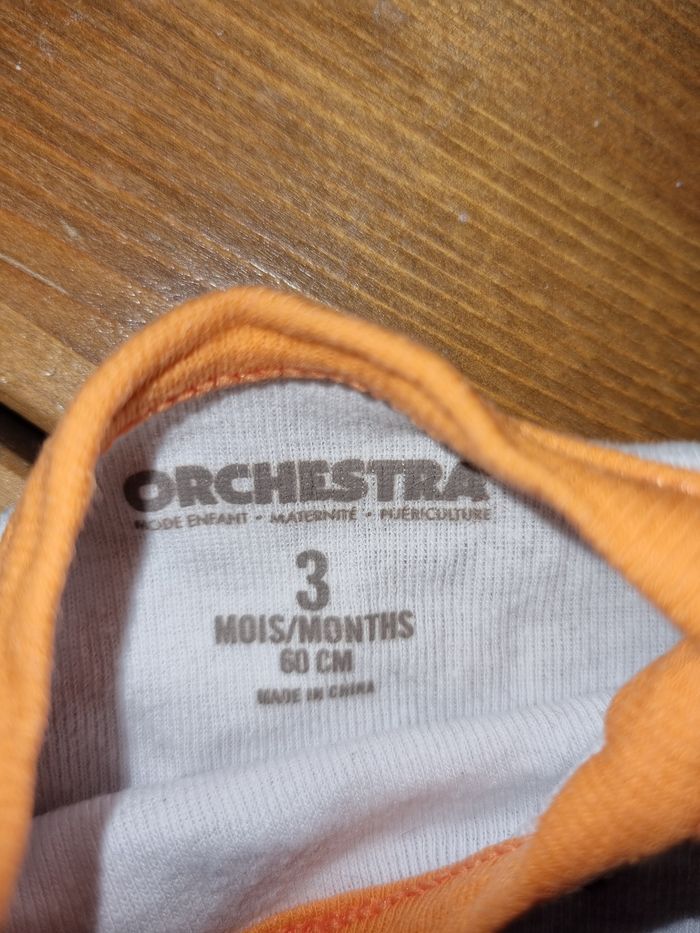 ORCHESTRA
MODE ENFANT • MATERNITÉ • PUÉRICULTURE
3
MOIS/MONTHS
60 CM
MADE IN CHINA